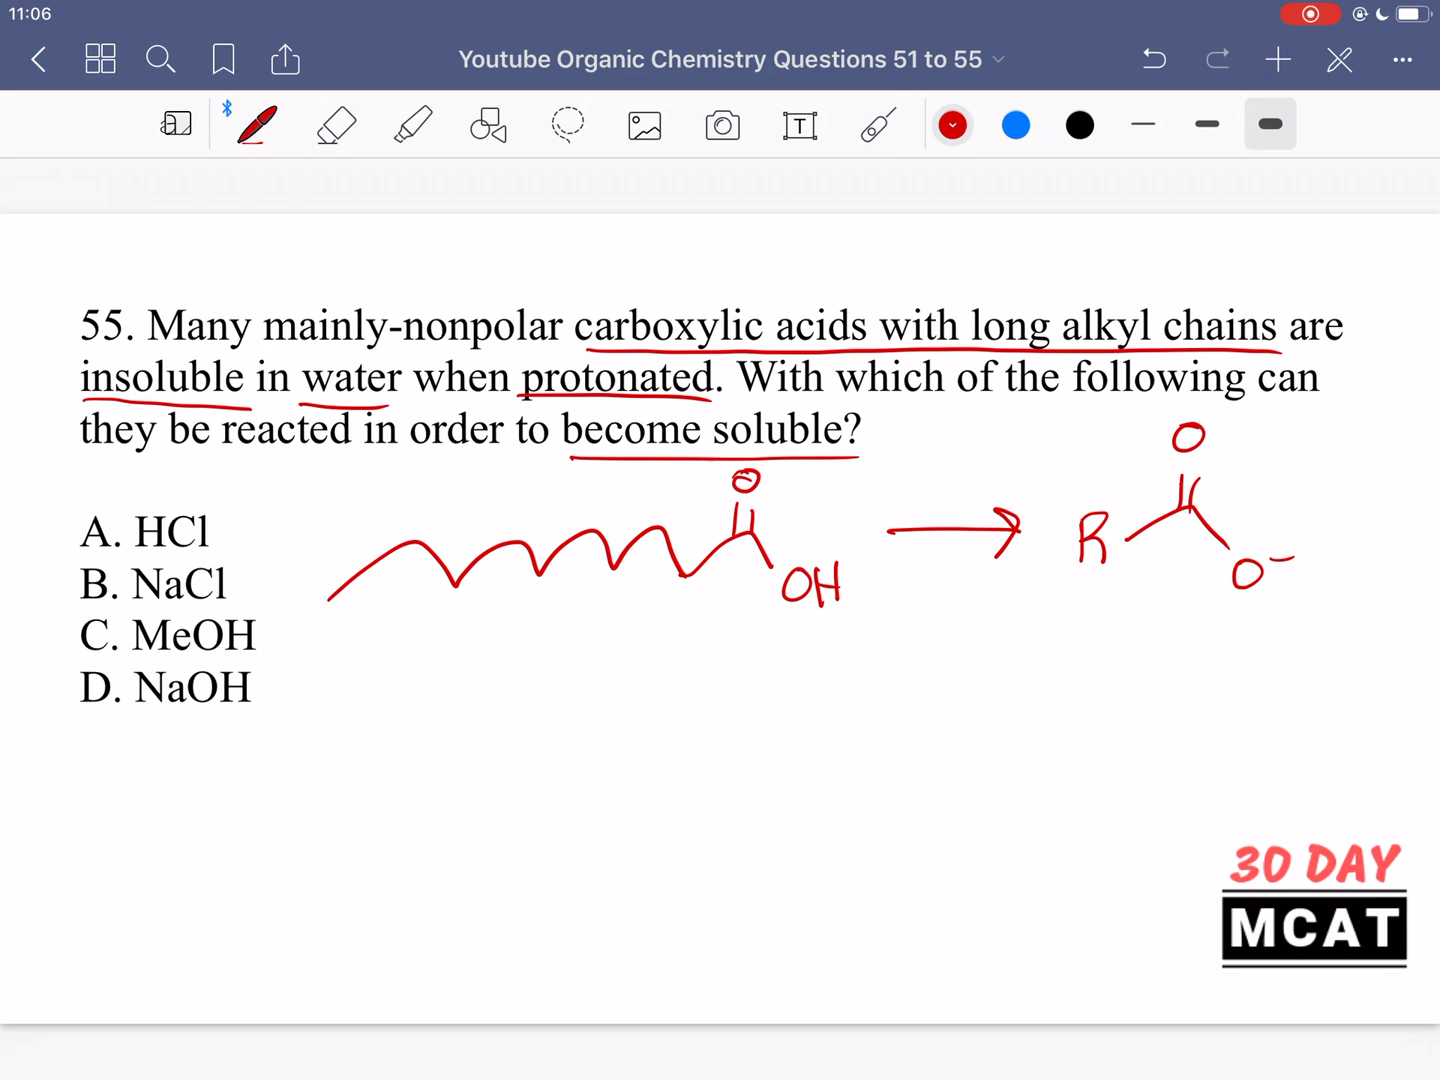 11:06
Youtube Organic Chemistry Questions 51 to 55
a
T
55. Many mainly-nonpolar carboxylic acids with long alkyl chains are
insoluble in water when protonated. With which of the following can
they be reacted in order to become soluble?
A. HCl
B. NaCl
C. MeOH
D. NaOH
O
OH
O
R
O⁻
30 DAY
MCAT